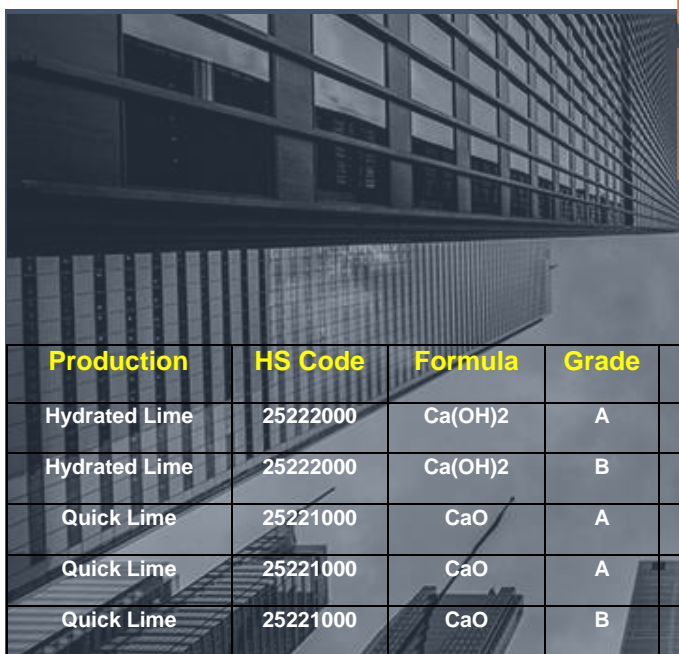 Production HS Code Formula Grade
Hydrated Lime 25222000 Ca(OH)2 A
Hydrated Lime 25222000 Ca(OH)2 B
Quick Lime 25221000 CaO A
Quick Lime 25221000 CaO A
Quick Lime 25221000 CaO B